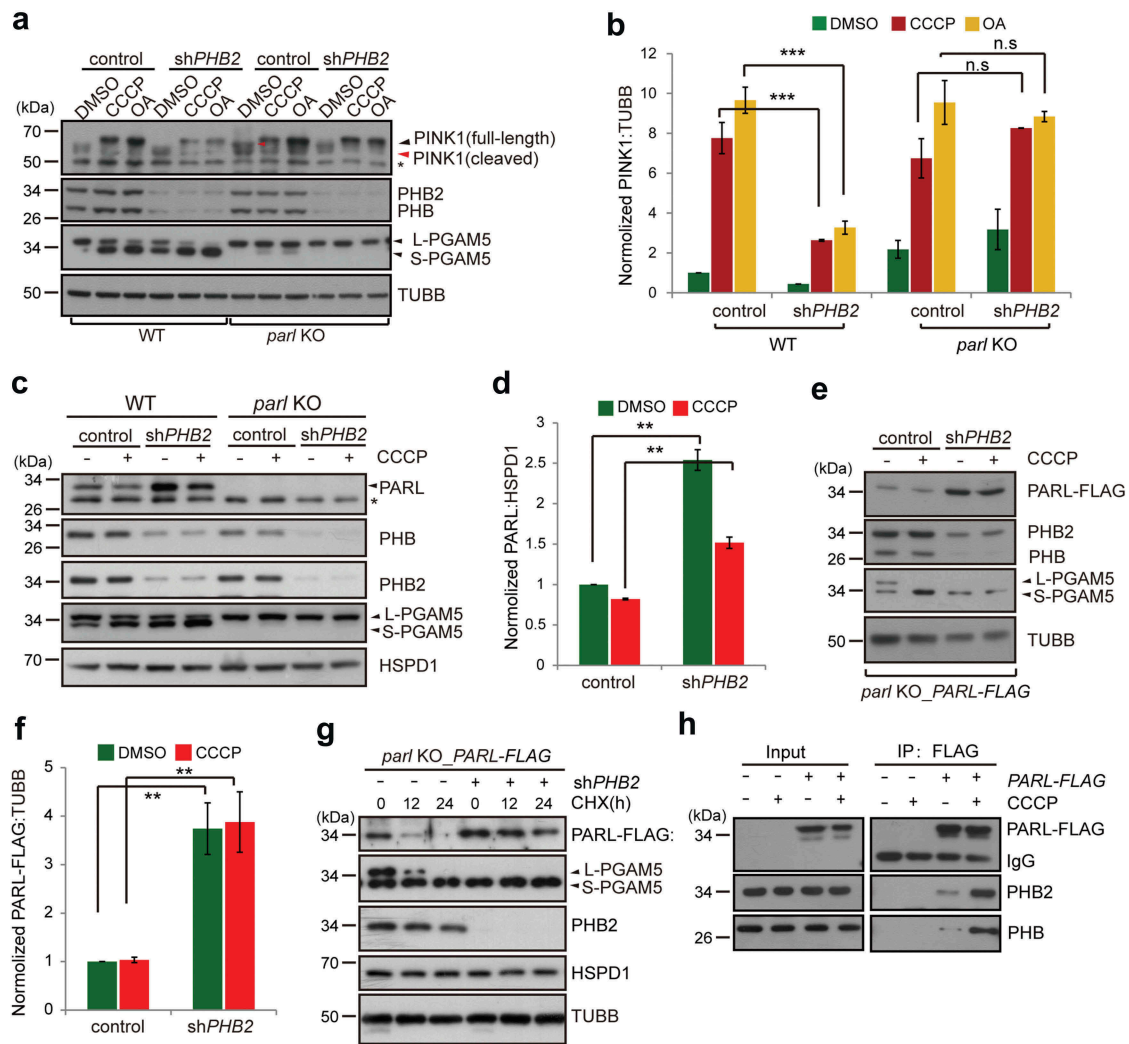 a
control
shPHB2
control
shPHB2
DMSO
CCCP
OA
DMSO
CCCP
OA
DMSO
CCCP
OA
DMSO
CCCP
OA
(kDa)
70
50
PINK1(full-length)
PINK1(cleaved)
*
34
26
PHB2
PHB
34
L-PGAM5
S-PGAM5
50
TUBB
WT
parl KO
b
DMSO
CCCP
OA
Normolized PINK1:TUBB
12
10
8
6
4
2
0
***
***
n.s
n.s
control
shPHB2
control
shPHB2
WT
parl KO
c
WT
parl KO
control
shPHB2
control
shPHB2
(kDa)
- + - + - + - +
CCCP
34
26
PARL
*
34
26
PHB
34
PHB2
34
L-PGAM5
S-PGAM5
70
HSPD1
d
DMSO
CCCP
Normolized PARL:HSPD1
3
2.5
2
1.5
1
0.5
0
**
**
control
shPHB2
e
control
shPHB2
(kDa)
- + - +
CCCP
34
PARL-FLAG
34
26
PHB2
PHB
34
L-PGAM5
S-PGAM5
50
TUBB
parl KO_PARL-FLAG
f
DMSO
CCCP
Normolized PARL-FLAG:TUBB
5
4
3
2
1
0
**
**
control
shPHB2
g
parl KO_PARL-FLAG
- - - + + + shPHB2
0 12 24 0 12 24 CHX(h)
(kDa)
34
PARL-FLAG:
34
L-PGAM5
S-PGAM5
34
PHB2
70
HSPD1
50
TUBB
h
Input
IP: FLAG
- - + + - - + + PARL-FLAG
- + - + - + - + CCCP
(kDa)
34
PARL-FLAG
IgG
34
PHB2
26
PHB